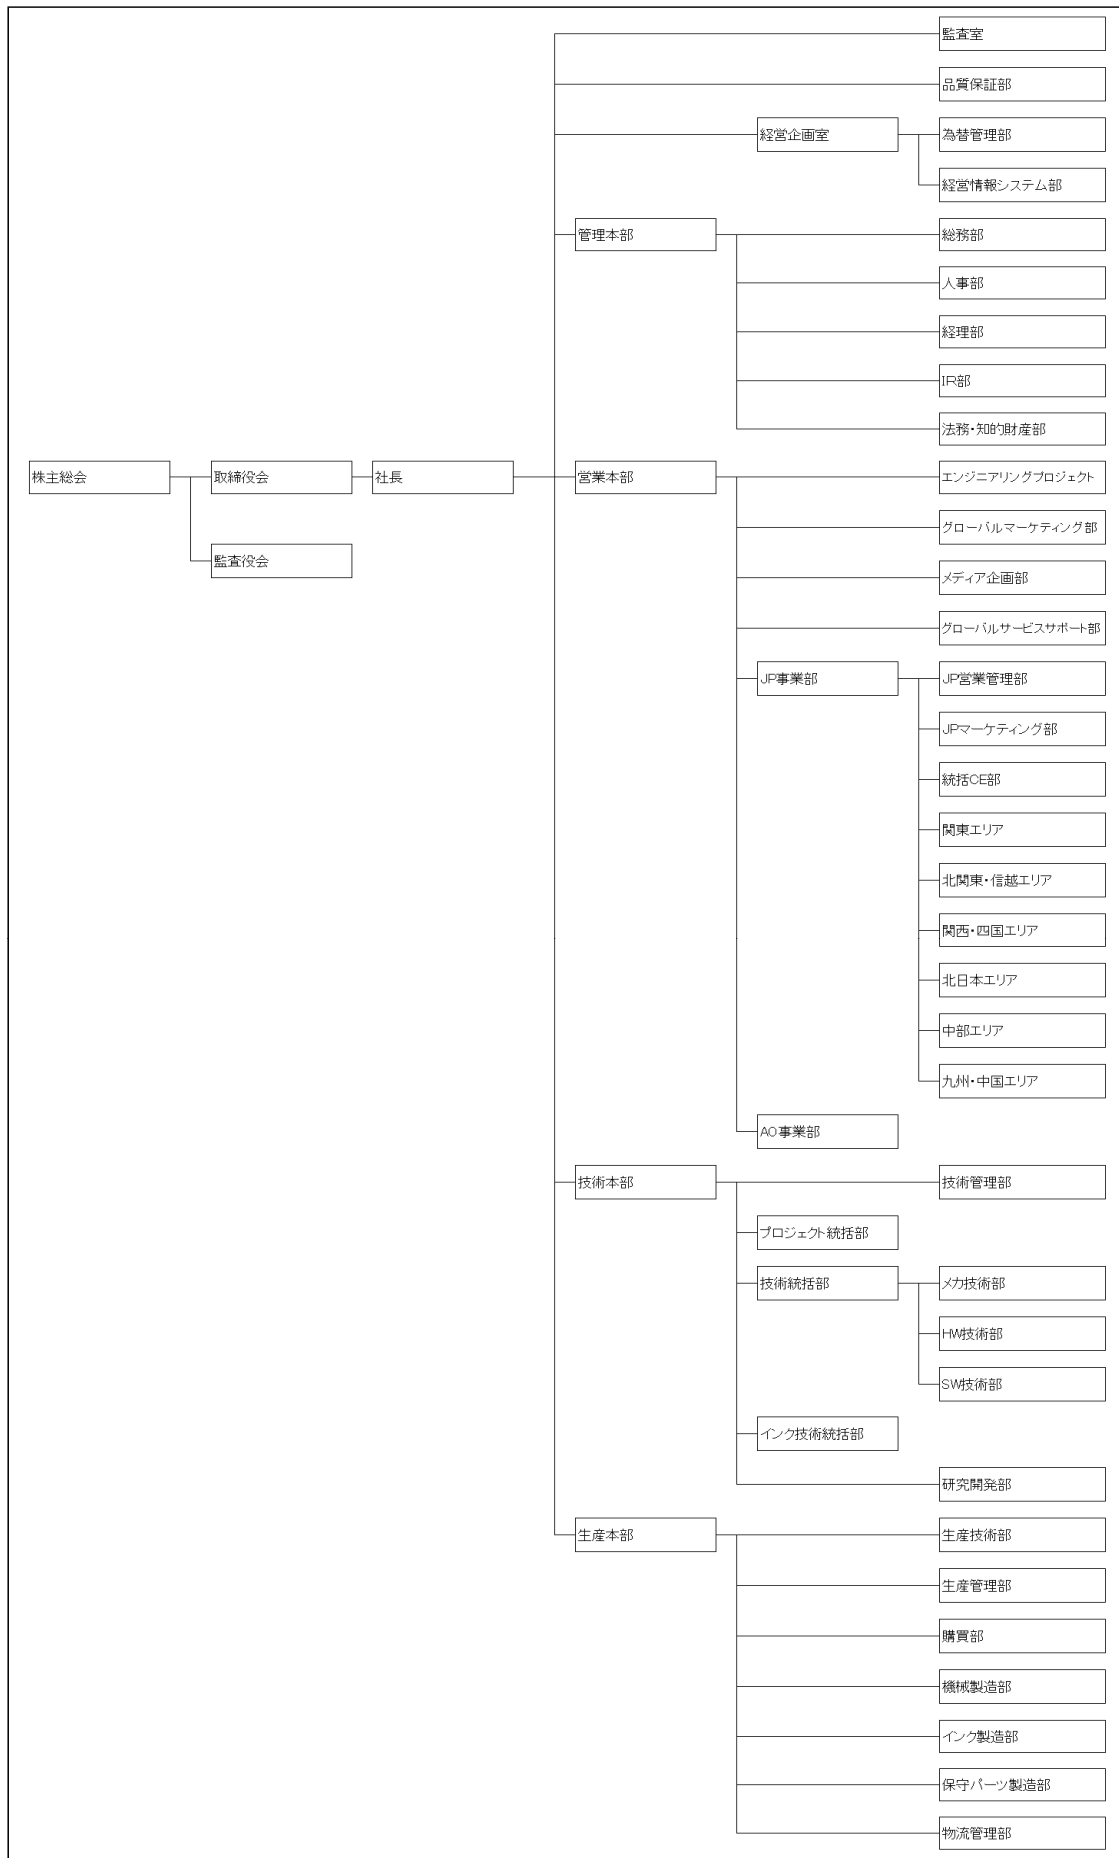 監査室
品質保証部
経営企画室
為替管理部
経営情報システム部
管理本部
総務部
人事部
経理部
IR部
法務・知的財産部
株主総会
取締役会
社長
営業本部
エンジニアリングプロジェクト
グローバルマーケティング部
監査役会
メディア企画部
グローバルサービスサポート部
JP事業部
JP営業管理部
JPマーケティング部
統括CE部
関東エリア
北関東・信越エリア
関西・四国エリア
北日本エリア
中部エリア
九州・中国エリア
AO事業部
技術本部
技術管理部
プロジェクト統括部
技術統括部
メカ技術部
HW技術部
SW技術部
インク技術統括部
研究開発部
生産本部
生産技術部
生産管理部
購買部
機械製造部
インク製造部
保守パーツ製造部
物流管理部